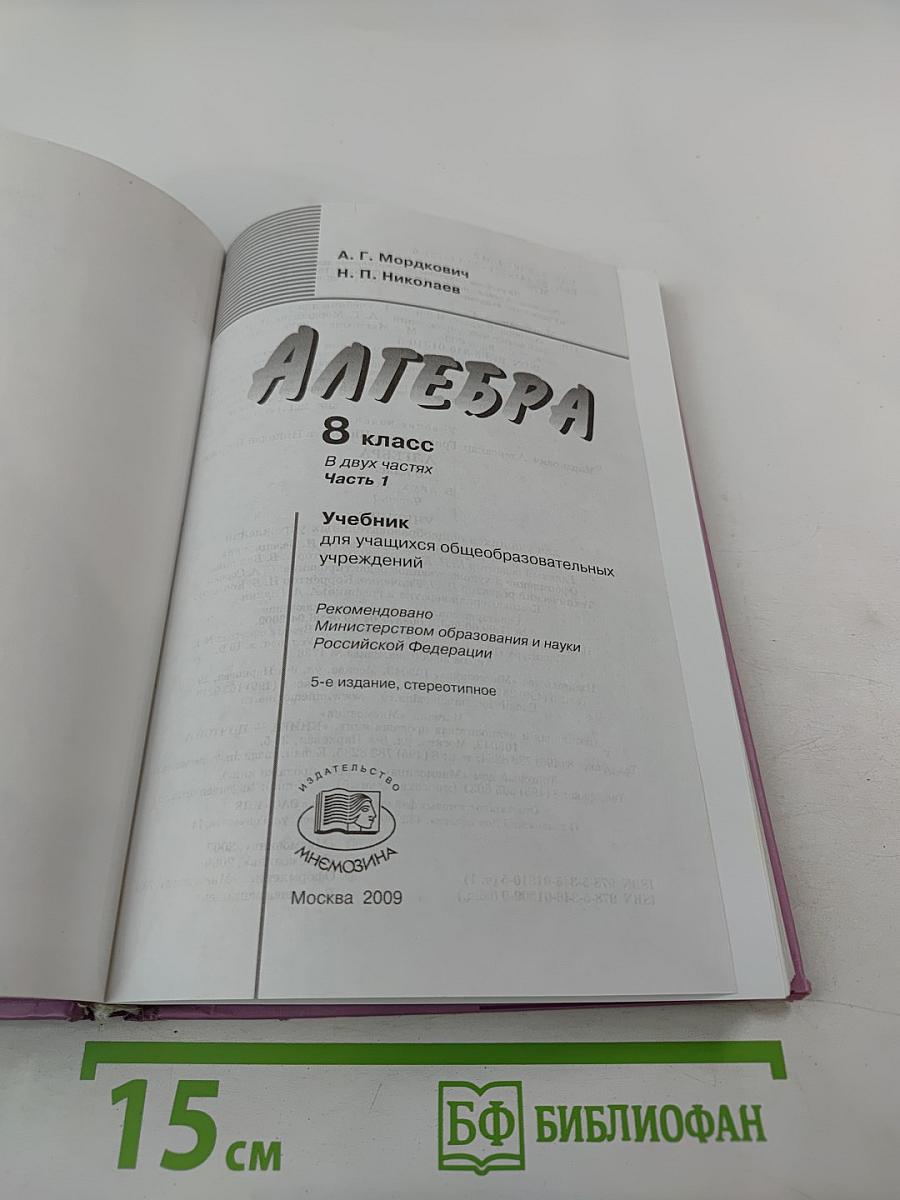 А. Г. Мордкович
Н. П. Николаев
АЛГЕБРА
8 класс
В двух частях
Часть 1
Учебник
для учащихся общеобразовательных
учреждений
Рекомендовано
Министерством образования и науки
Российской Федерации
5-е издание, стереотипное
ИЗДАТЕЛЬСТВО
МНЕМОЗИНА
Москва 2009
15 см
БФ БИБЛИОФАН